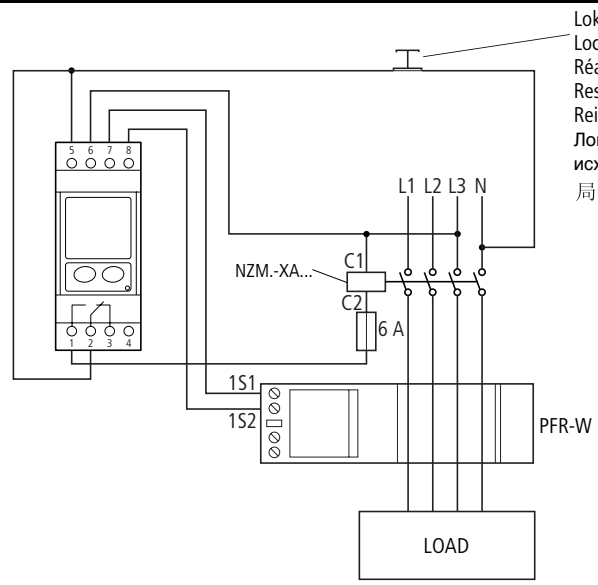 Lok
Loc
Réa
Res
Rei
Лог
исх
局
5 6 7 8
L1 L2 L3 N
C1
NZM.-XA...
C2
6 A
1 2 3 4
1S1
1S2
PFR-W
LOAD